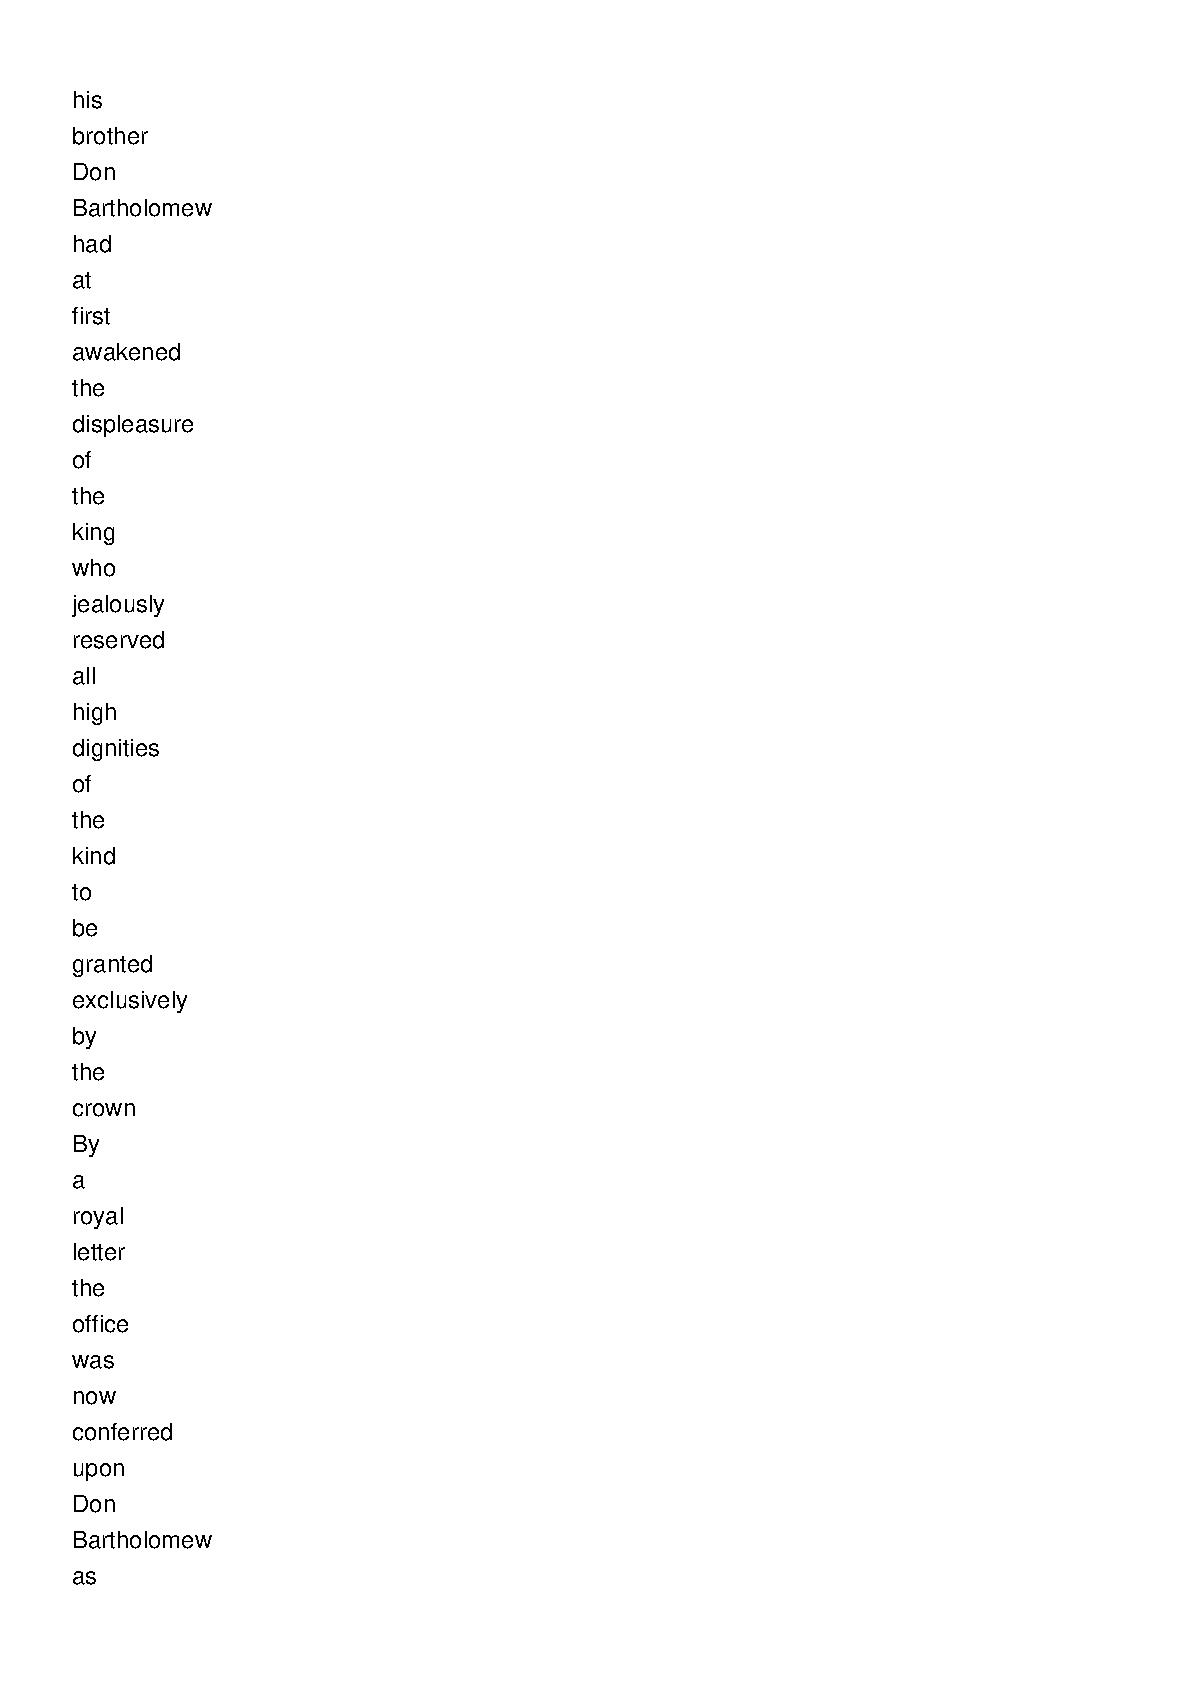 his
brother
Don
Bartholomew
had
at
first
awakened
the
displeasure
of
the
king
who
jealously
reserved
all
high
dignities
of
the
kind
to
be
granted
exclusively
by
the
crown
By
a
royal
letter
the
office
was
now
conferred
upon
Don
Bartholomew
as